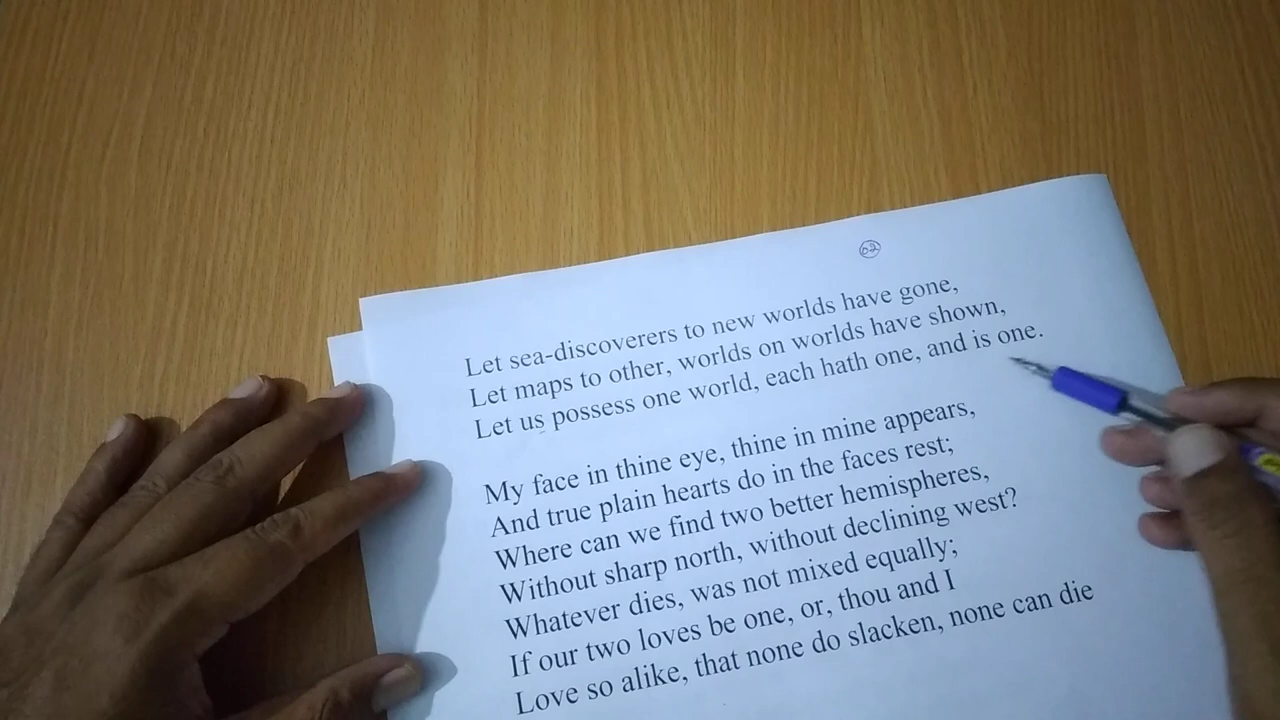 02
Let sea-discoverers to new worlds have gone,
Let maps to other, worlds on worlds have shown,
Let us possess one world, each hath one, and is one.
My face in thine eye, thine in mine appears,
And true plain hearts do in the faces rest;
Where can we find two better hemispheres,
Without sharp north, without declining west?
Whatever dies, was not mixed equally;
If our two loves be one, or, thou and I
Love so alike, that none do slacken, none can die